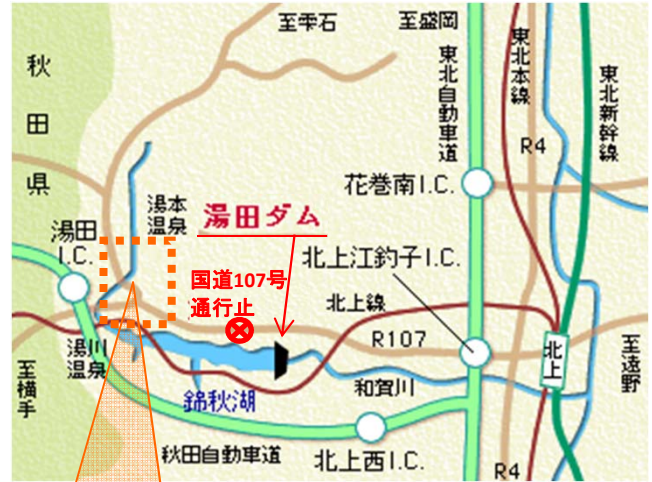 至雫石
至盛岡
秋田県
東北自動車道
東北本線
東北新幹線
R4
花巻南I.C.
湯本
温泉
湯田ダム
湯田
I.C.
国道107号
通行止
北上江釣子I.C.
北上線
R107
北上
至遠野
湯川
温泉
至横手
錦秋湖
和賀川
秋田自動車道
北上西I.C.
R4